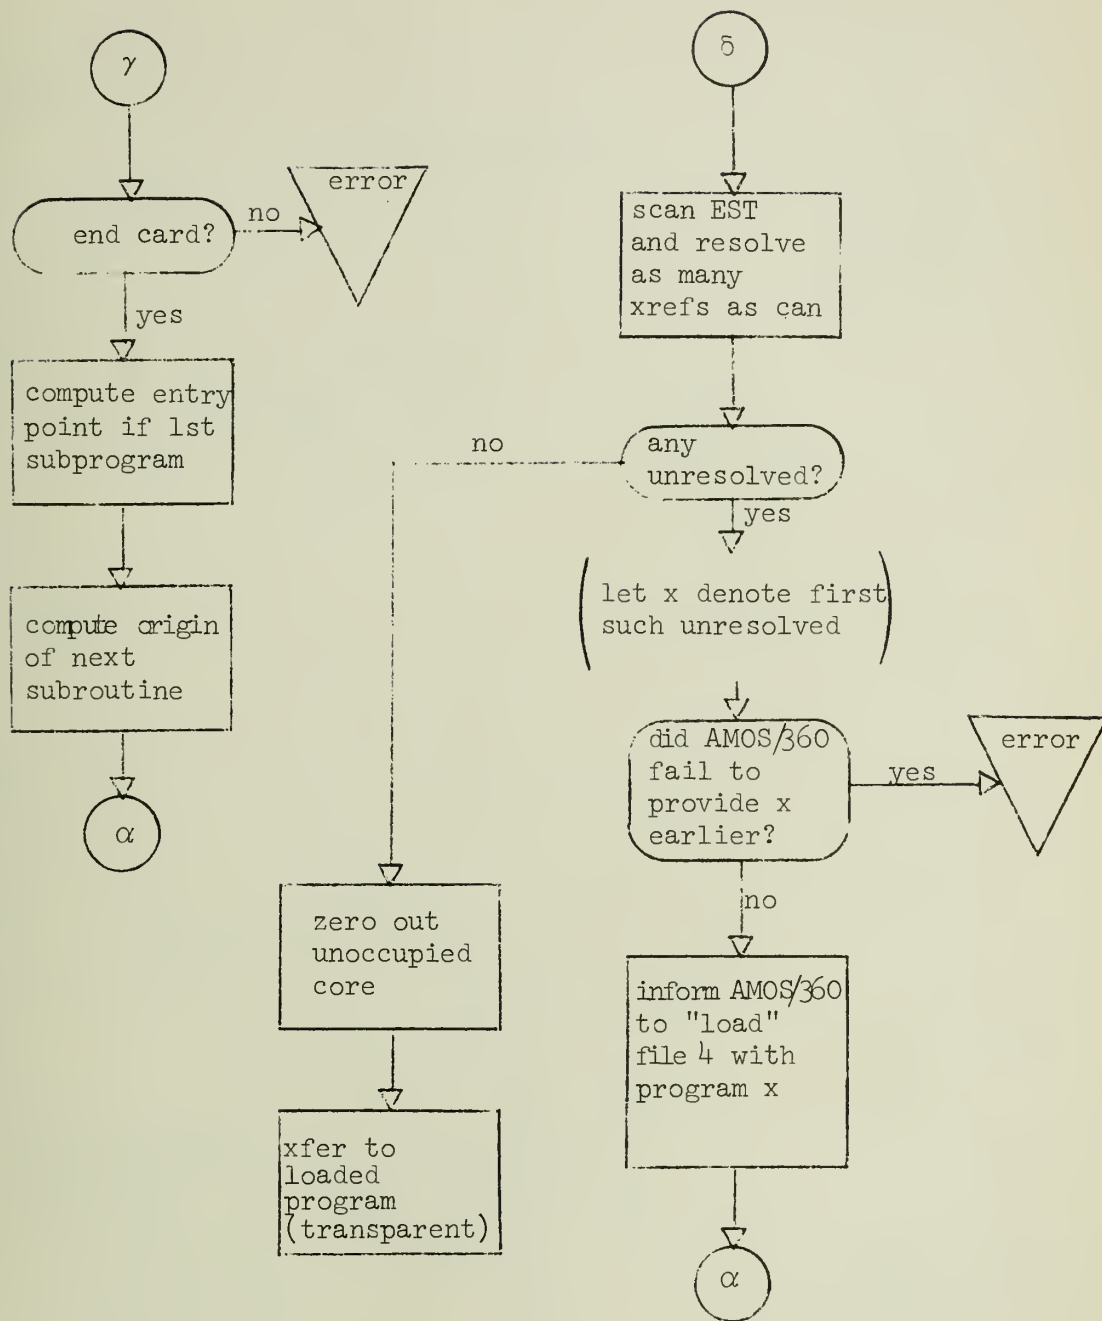 γ
end card?
no
error
yes
compute entry
point if 1st
subprogram
compute origin
of next
subroutine
α
δ
scan EST
and resolve
as many
xrefs as can
any
unresolved?
no
yes
let x denote first
such unresolved
did AMOS/360
fail to
provide x
earlier?
yes
error
no
inform AMOS/360
to "load"
file 4 with
program x
α
zero out
unoccupied
core
xfer to
loaded
program
(transparent)